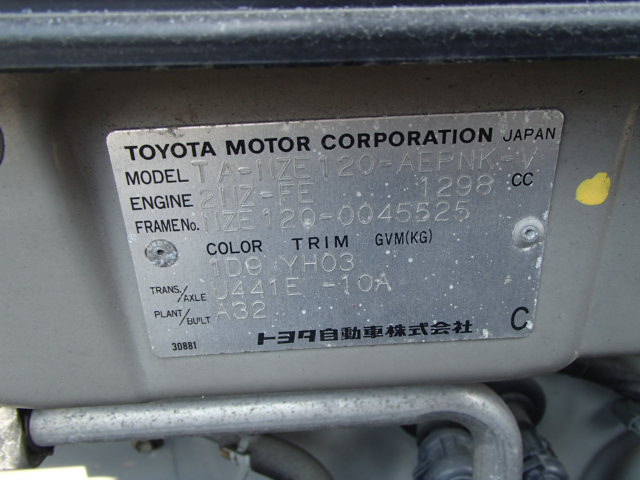 TOYOTA MOTOR CORPORATION JAPAN
MODEL TA-NZE120-AEPNK-V
ENGINE 2NZ-FE 1298 CC
FRAME No. NZE120-0045525
COLOR TRIM GVM(KG)
1D9 YH03
TRANS./AXLE U441E -10A
PLANT/BUILT A32
トヨタ自動車株式会社 C
30881